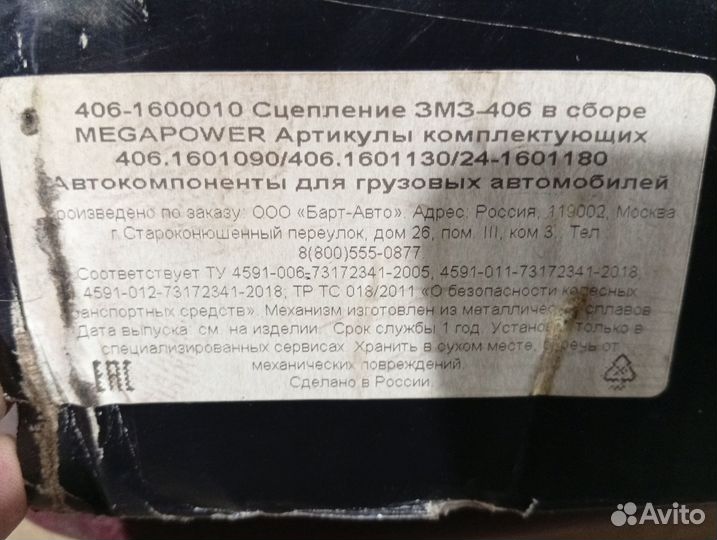 406-1600010 Сцепление ЗМЗ-406 в сборе
MEGAPOWER Артикулы комплектующих
406.1601090/406.1601130/24-1601180
Автокомпоненты для грузовых автомобилей
роизведено по заказу: ООО «Барт-Авто». Адрес: Россия, 119002, Москва
г.Староконюшенный переулок, дом 26, пом. III, ком 3., Тел.:
8(800)555-0877.
Соответствует ТУ 4591-006-73172341-2005, 4591-011-73172341-2018,
4591-012-73172341-2018; ТР ТС 018/2011 «О безопасности колесных
ранспортных средств». Механизм изготовлен из металлических сплавов
Дата выпуска: см. на изделии. Срок службы 1 год. Установка только в
специализированных сервисах. Хранить в сухом месте, беречь от
механических повреждений.
Сделано в России.
EAC
Avito